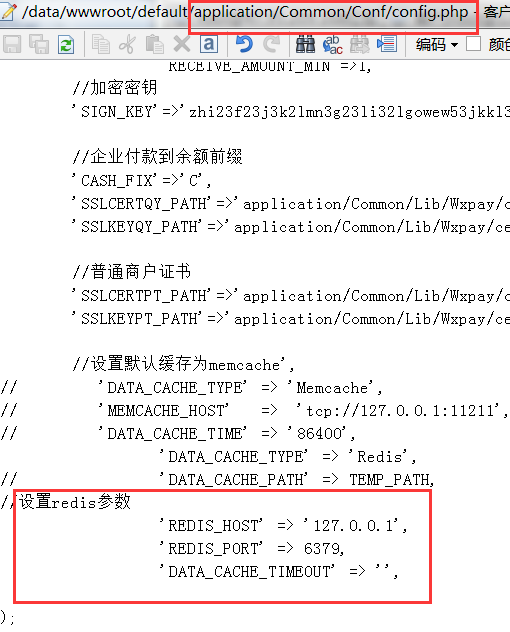 /data/wwwroot/default/application/Common/Conf/config.php - 客户
编码
颜色
RECEIVE_AMOUNT_MIN =>1,
//加密密钥
'SIGN_KEY'=>'zhi23f23j3k2lmn3g23li32lgowew53jkkl3
//企业付款到余额前缀
'CASH_FIX'=>'C',
'SSLCERTQY_PATH'=>'application/Common/Lib/Wxpay/c
'SSLKEYQY_PATH'=>'application/Common/Lib/Wxpay/ce
//普通商户证书
'SSLCERTPT_PATH'=>'application/Common/Lib/Wxpay/c
'SSLKEYPT_PATH'=>'application/Common/Lib/Wxpay/ce
//设置默认缓存为memcache',
// 'DATA_CACHE_TYPE' => 'Memcache',
// 'MEMCACHE_HOST' => 'tcp://127.0.0.1:11211',
// 'DATA_CACHE_TIME' => '86400',
'DATA_CACHE_TYPE' => 'Redis',
// 'DATA_CACHE_PATH' => TEMP_PATH,
//设置redis参数
'REDIS_HOST' => '127.0.0.1',
'REDIS_PORT' => 6379,
'DATA_CACHE_TIMEOUT' => '',
);